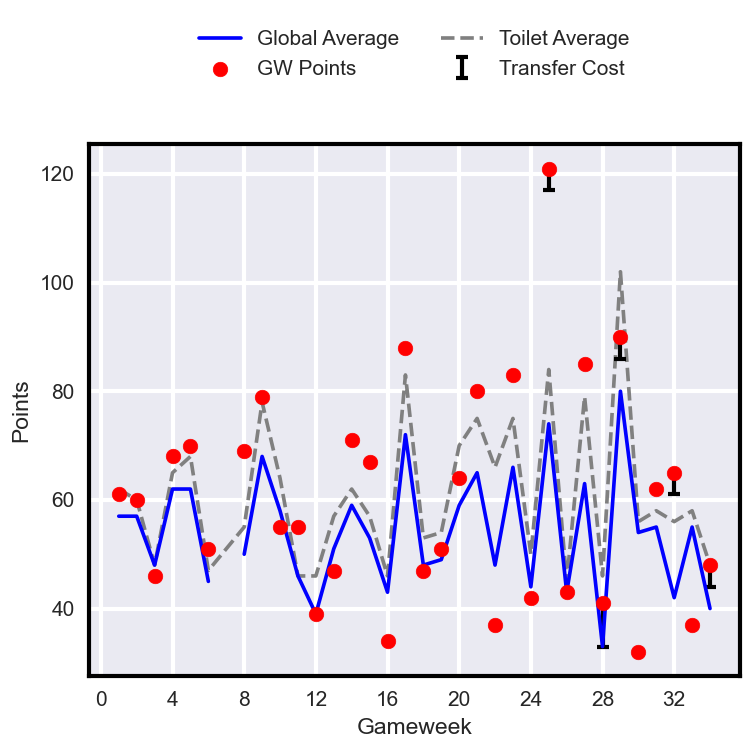 Global Average Toilet Average
GW Points Transfer Cost
120
100
80
60
40
Points
0 4 8 12 16 20 24 28 32
Gameweek